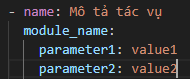 - name: Mô tả tác vụ
  module_name:
    parameter1: value1
    parameter2: value2